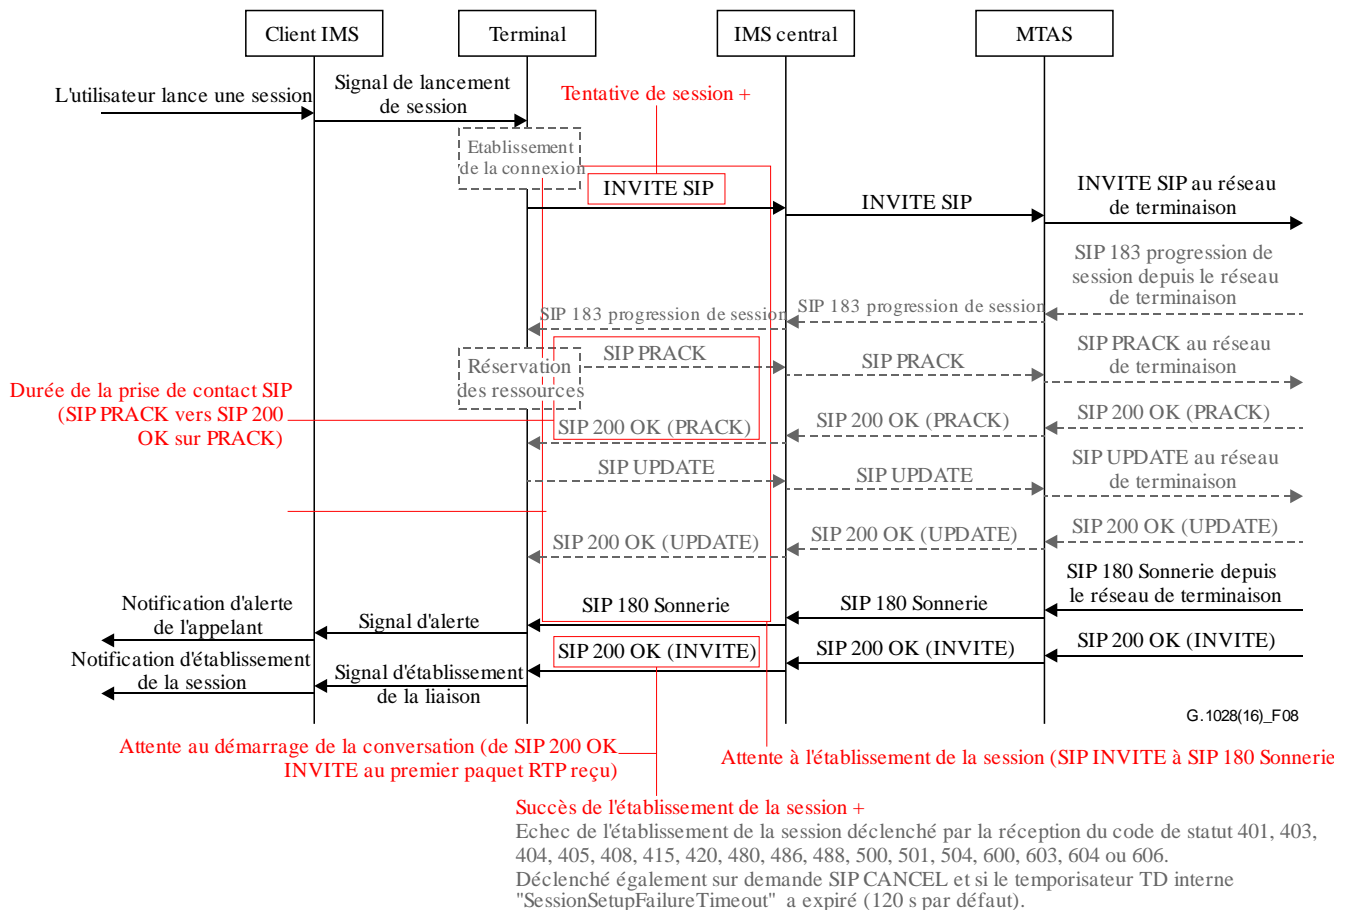 Client IMS
Terminal
IMS central
MTAS
L'utilisateur lance une session
Signal de lancement
de session
Tentative de session +
Etablissement
de la connexion
INVITE SIP
INVITE SIP
INVITE SIP au réseau
de terminaison
SIP 183 progression de
session depuis le réseau
de terminaison
SIP 183 progression de session
SIP 183 progression de session
Réservation
des ressources
SIP PRACK
SIP PRACK
SIP PRACK au réseau
de terminaison
Durée de la prise de contact SIP
(SIP PRACK vers SIP 200
OK sur PRACK)
SIP 200 OK (PRACK)
SIP 200 OK (PRACK)
SIP 200 OK (PRACK)
SIP UPDATE
SIP UPDATE
SIP UPDATE au réseau
de terminaison
SIP 200 OK (UPDATE)
SIP 200 OK (UPDATE)
SIP 200 OK (UPDATE)
SIP 180 Sonnerie depuis
le réseau de terminaison
SIP 180 Sonnerie
SIP 180 Sonnerie
Signal d'alerte
Notification d'alerte
de l'appelant
SIP 200 OK (INVITE)
SIP 200 OK (INVITE)
SIP 200 OK (INVITE)
Signal d'établissement
de la liaison
Notification d'établissement
de la session
G.1028(16)_F08
Attente au démarrage de la conversation (de SIP 200 OK
INVITE au premier paquet RTP reçu)
Attente à l'établissement de la session (SIP INVITE à SIP 180 Sonnerie
Succès de l'établissement de la session +
Echec de l'établissement de la session déclenché par la réception du code de statut 401, 403,
404, 405, 408, 415, 420, 480, 486, 488, 500, 501, 504, 600, 603, 604 ou 606.
Déclenché également sur demande SIP CANCEL et si le temporisateur TD interne
"SessionSetupFailureTimeout" a expiré (120 s par défaut).